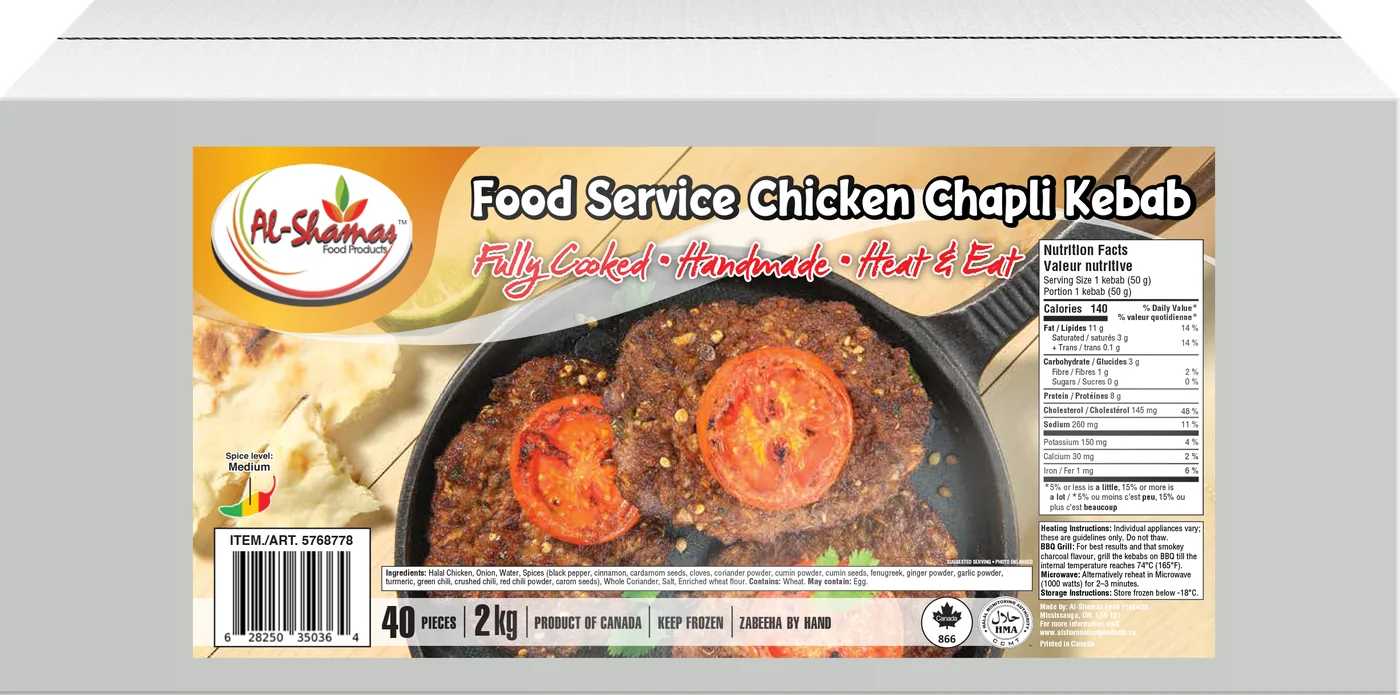 Al-Shamas™
Food Products
Food Service Chicken Chapli Kebab
Fully Cooked • Handmade • Heat & Eat
Nutrition Facts
Valeur nutritive
Serving Size 1 kebab (50 g)
Portion 1 kebab (50 g)
Calories 140
% Daily Value*
% valeur quotidienne*
Fat / Lipides 11 g 14 %
Saturated / saturés 3 g
+ Trans / trans 0.1 g 14 %
Carbohydrate / Glucides 3 g
Fibre / Fibres 1 g 2 %
Sugars / Sucres 0 g 0 %
Protein / Protéines 8 g
Cholesterol / Cholestérol 145 mg 48 %
Sodium 260 mg 11 %
Potassium 150 mg 4 %
Calcium 30 mg 2 %
Iron / Fer 1 mg 6 %
*5% or less is a little, 15% or more is
a lot / *5% ou moins c'est peu, 15% ou
plus c'est beaucoup
Spice level:
Medium
ITEM./ART. 5768778
6 28250 35036 4
Heating Instructions: Individual appliances vary;
these are guidelines only. Do not thaw.
BBQ Grill: For best results and that smokey
charcoal flavour, grill the kebabs on BBQ till the
internal temperature reaches 74°C (165°F).
Microwave: Alternatively reheat in Microwave
(1000 watts) for 2–3 minutes.
Storage Instructions: Store frozen below -18°C.
SUGGESTED SERVING • PHOTO ENLARGED
Ingredients: Halal Chicken, Onion, Water, Spices (black pepper, cinnamon, cardamom seeds, cloves, coriander powder, cumin powder, cumin seeds, fenugreek, ginger powder, garlic powder,
turmeric, green chili, crushed chili, red chili powder, carom seeds), Whole Coriander, Salt, Enriched wheat flour. Contains: Wheat. May contain: Egg.
40 PIECES | 2 kg | PRODUCT OF CANADA | KEEP FROZEN | ZABEEHA BY HAND
Canada
866
HALAL MONITORING AUTHORITY
حلال
HMA
C C M T
Made by: Al-Shamas Food Products,
Mississauga, ON.
For more information visit.
www.alshamasfoodproducts.ca
Printed in Canada